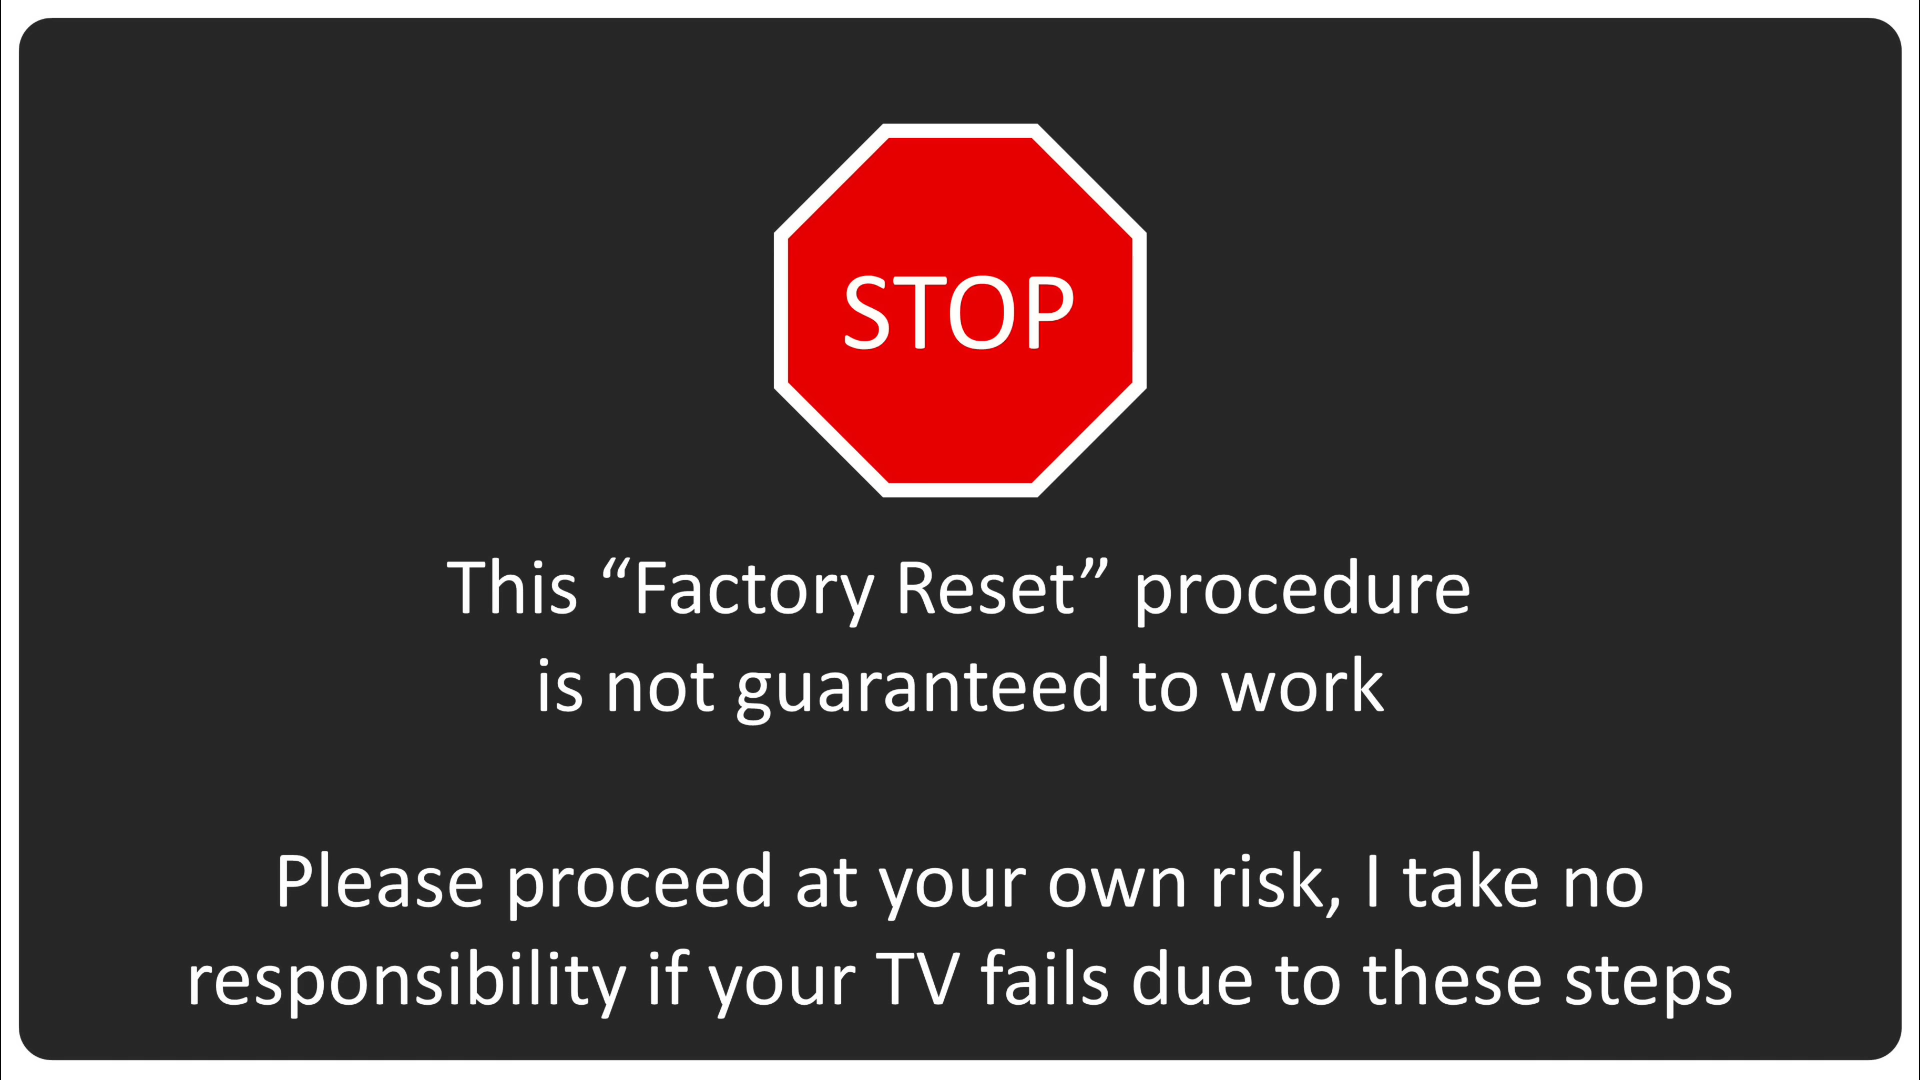 STOP
This “Factory Reset” procedure
is not guaranteed to work
Please proceed at your own risk, I take no
responsibility if your TV fails due to these steps